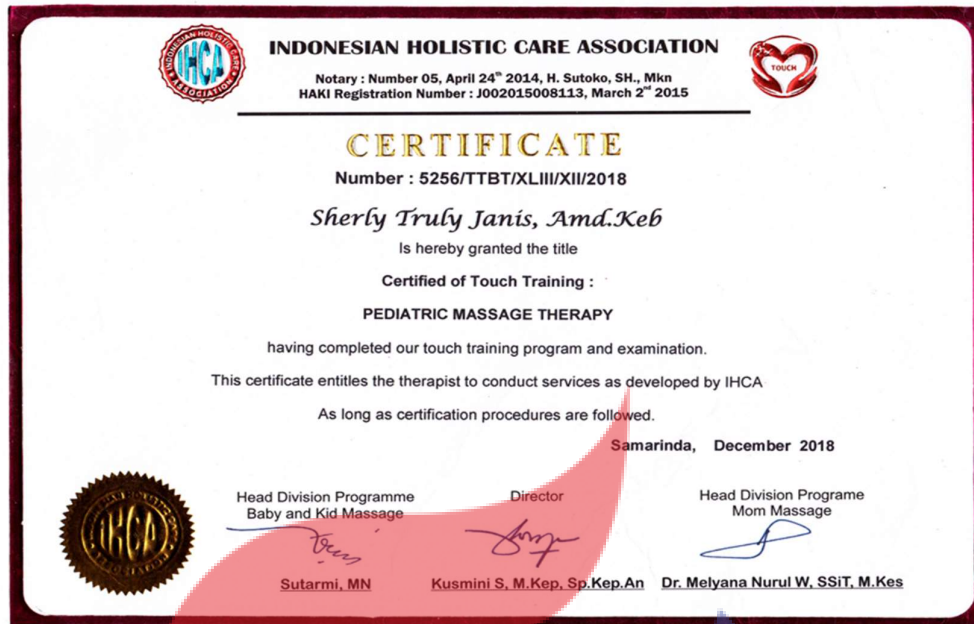 INDONESIAN HOLISTIC CARE ASSOCIATION
IHCA
TOUCH
INDONESIAN HOLISTIC CARE ASSOCIATION
Notary : Number 05, April 24th 2014, H. Sutoko, SH., Mkn
HAKI Registration Number : J002015008113, March 2nd 2015
CERTIFICATE
Number : 5256/TTBT/XLIII/XII/2018
Sherly Truly Janis, Amd.Keb
Is hereby granted the title
Certified of Touch Training :
PEDIATRIC MASSAGE THERAPY
having completed our touch training program and examination.
This certificate entitles the therapist to conduct services as developed by IHCA
As long as certification procedures are followed.
Samarinda, December 2018
Head Division Programme
Baby and Kid Massage
Director
Head Division Programe
Mom Massage
IHCA
Sutarmi, MN
Kusmini S, M.Kep, Sp.Kep.An
Dr. Melyana Nurul W, SSiT, M.Kes